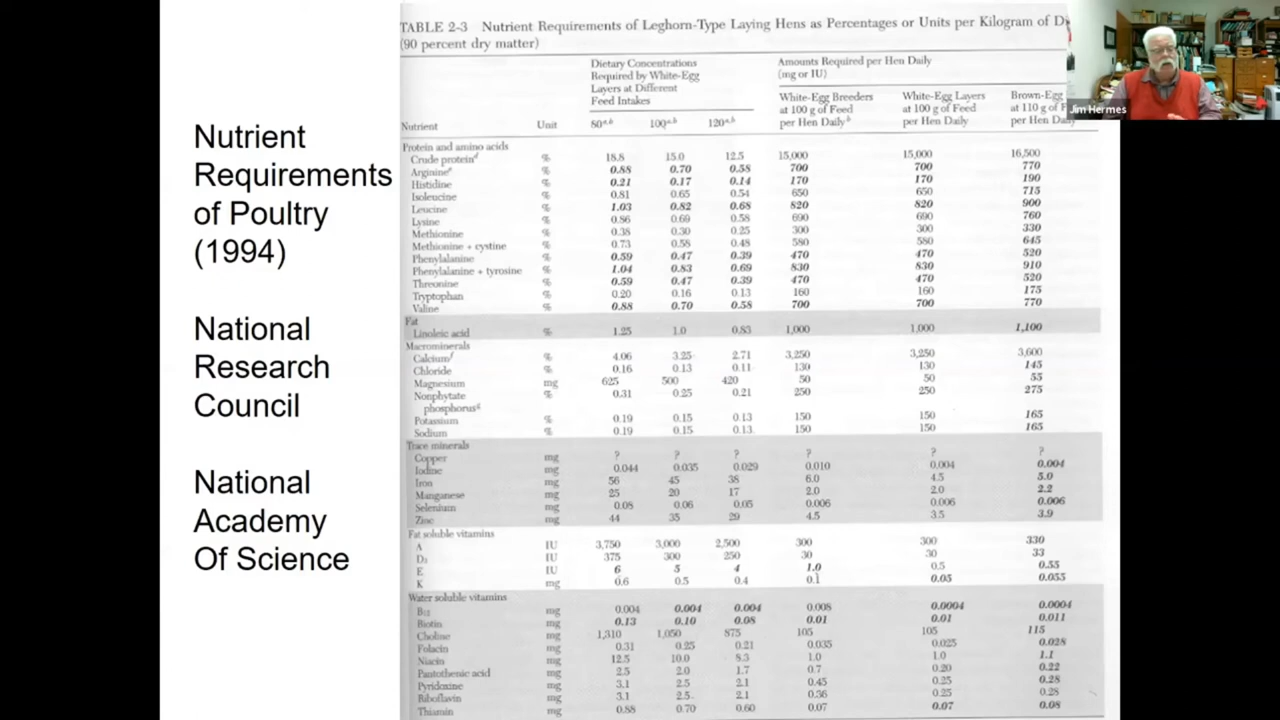 Nutrient
Requirements
of Poultry
(1994)
National
Research
Council
National
Academy
Of Science
TABLE 2-3 Nutrient Requirements of Leghorn-Type Laying Hens as Percentages or Units per Kilogram of
(90 percent dry matter)
Dietary Concentrations
Required by White-Egg
Layers at Different
Feed Intakes
Amounts Required per Hen Daily
(mg or IU)
White-Egg Breeders
at 100 g of Feed
per Hen Daily^b
White-Egg Layers
at 100 g of Feed
per Hen Daily
Brown-Egg
at 110 g of
per Hen
Nutrient Unit 80^a,b 100^a,b 120^a,b
Protein and amino acids
Crude protein^d % 18.8 15.0 12.5 15,000 15,000 16,500
Arginine^e % 0.88 0.70 0.58 700 700 770
Histidine % 0.21 0.17 0.14 170 170 190
Isoleucine % 0.81 0.65 0.54 650 650 715
Leucine % 1.03 0.82 0.68 820 820 900
Lysine % 0.86 0.69 0.58 690 690 760
Methionine % 0.38 0.30 0.25 300 300 330
Methionine + cystine % 0.73 0.58 0.48 580 580 645
Phenylalanine % 0.59 0.47 0.39 470 470 520
Phenylalanine + tyrosine % 1.04 0.83 0.69 830 830 910
Threonine % 0.59 0.47 0.39 470 470 520
Tryptophan % 0.20 0.16 0.13 160 160 175
Valine % 0.88 0.70 0.58 700 700 770
Fat
Linoleic acid % 1.25 1.0 0.83 1,000 1,000 1,100
Macrominerals
Calcium^f % 4.06 3.25 2.71 3,250 3,250 3,600
Chloride % 0.16 0.13 0.11 130 130 145
Magnesium mg 625 500 420 50 50 55
Nonphytate % 0.31 0.25 0.21 250 250 275
phosphorus^g
Potassium % 0.19 0.15 0.13 150 150 165
Sodium % 0.19 0.15 0.13 150 150 165
Trace minerals
Copper mg ? ? ? ? ? ?
Iodine mg 0.044 0.035 0.029 0.010 0.004 0.004
Iron mg 56 45 38 6.0 4.5 5.0
Manganese mg 25 20 17 2.0 2.0 2.2
Selenium mg 0.08 0.06 0.05 0.006 0.006 0.006
Zinc mg 44 35 29 4.5 3.5 3.9
Fat soluble vitamins
A IU 3,750 3,000 2,500 300 300 330
D₃ IU 375 300 250 30 30 33
E IU 6 5 4 1.0 0.5 0.55
K mg 0.6 0.5 0.4 0.1 0.05 0.055
Water soluble vitamins
B₁₂ mg 0.004 0.004 0.004 0.008 0.0004 0.0004
Biotin mg 0.13 0.10 0.08 0.01 0.01 0.011
Choline mg 1,310 1,050 875 105 105 115
Folacin mg 0.31 0.25 0.21 0.035 0.025 0.028
Niacin mg 12.5 10.0 8.3 1.0 1.0 1.1
Pantothenic acid mg 2.5 2.0 1.7 0.7 0.20 0.22
Pyridoxine mg 3.1 2.5 2.1 0.45 0.25 0.28
Riboflavin mg 3.1 2.5 2.1 0.36 0.25 0.28
Thiamin mg 0.88 0.70 0.60 0.07 0.07 0.08
Jim Hermes